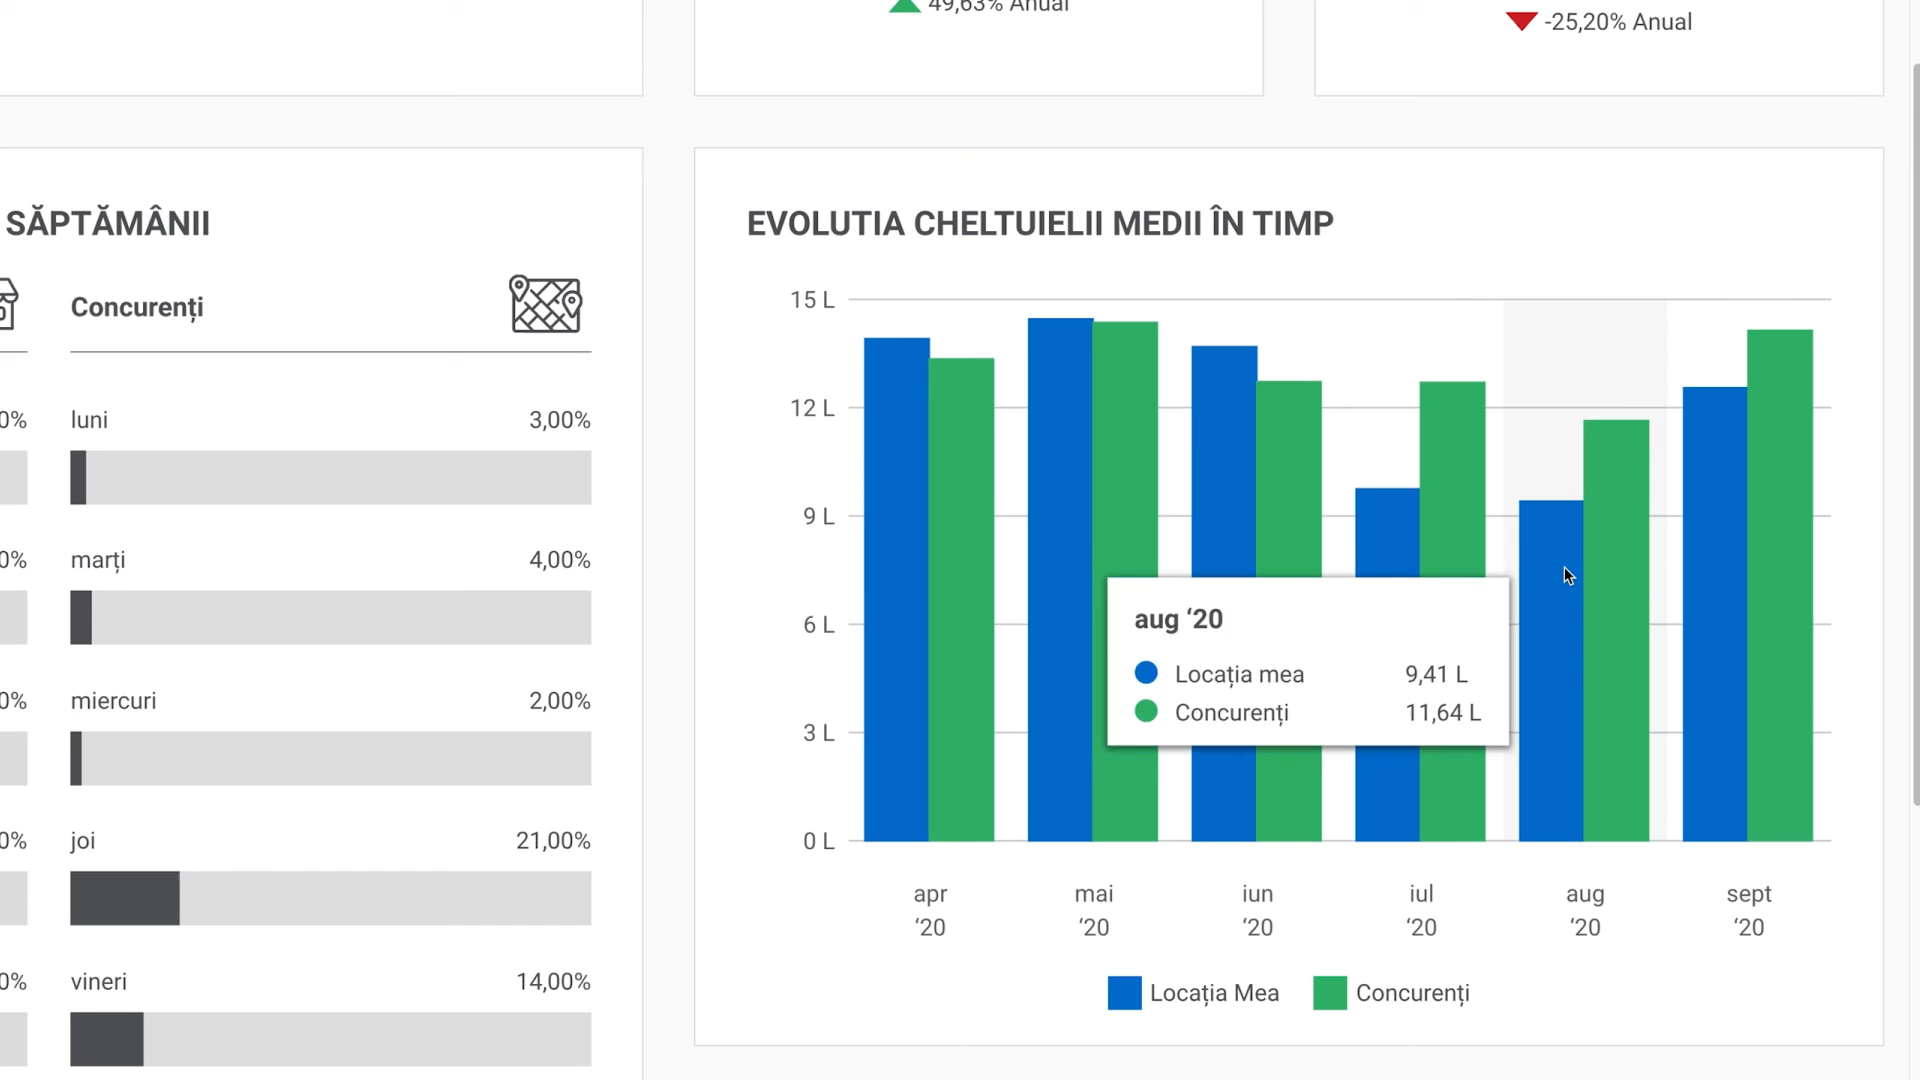 49,63% Anual
-25,20% Anual
SĂPTĂMÂNII
Concurenți
0%
luni 3,00%
0%
marți 4,00%
0%
miercuri 2,00%
0%
joi 21,00%
0%
vineri 14,00%
EVOLUTIA CHELTUIELII MEDII ÎN TIMP
15 L
12 L
9 L
6 L
3 L
0 L
aug ‘20
Locația mea 9,41 L
Concurenți 11,64 L
apr mai iun iul aug sept
‘20 ‘20 ‘20 ‘20 ‘20 ‘20
Locația Mea Concurenți